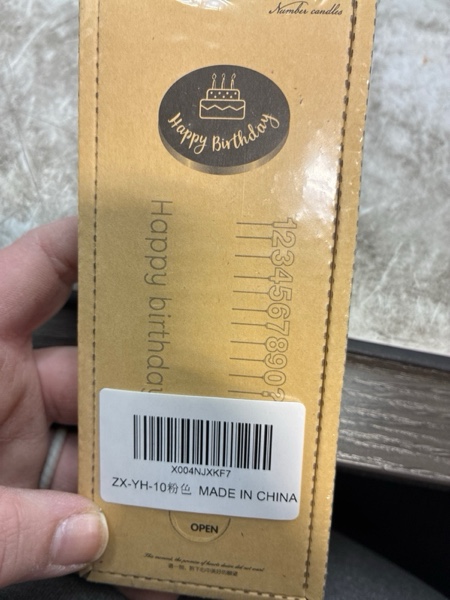 Number candles
Happy Birthday
1234567890?
Happy birthday
X004NJXKF7
ZX-YH-10粉色 MADE IN CHINA
OPEN